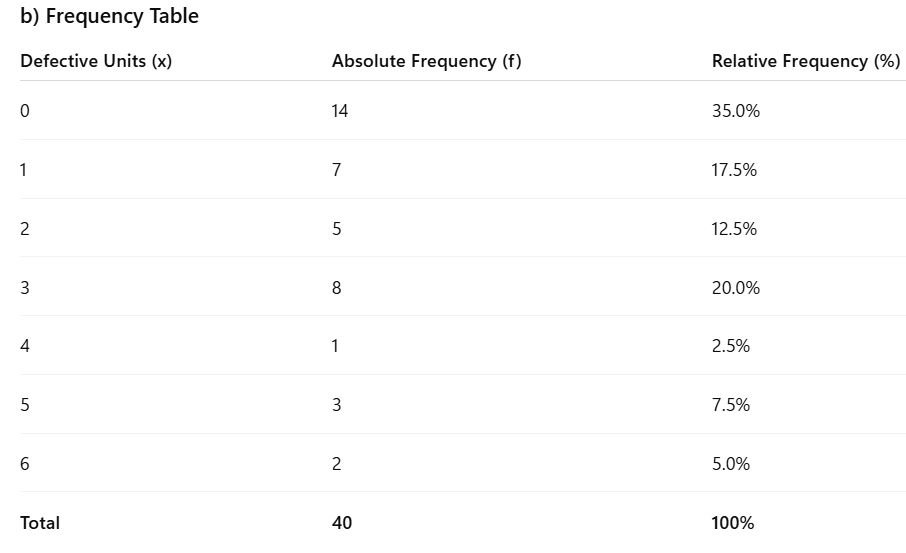 b) Frequency Table
Defective Units (x) Absolute Frequency (f) Relative Frequency (%)
0 14 35.0%
1 7 17.5%
2 5 12.5%
3 8 20.0%
4 1 2.5%
5 3 7.5%
6 2 5.0%
Total 40 100%